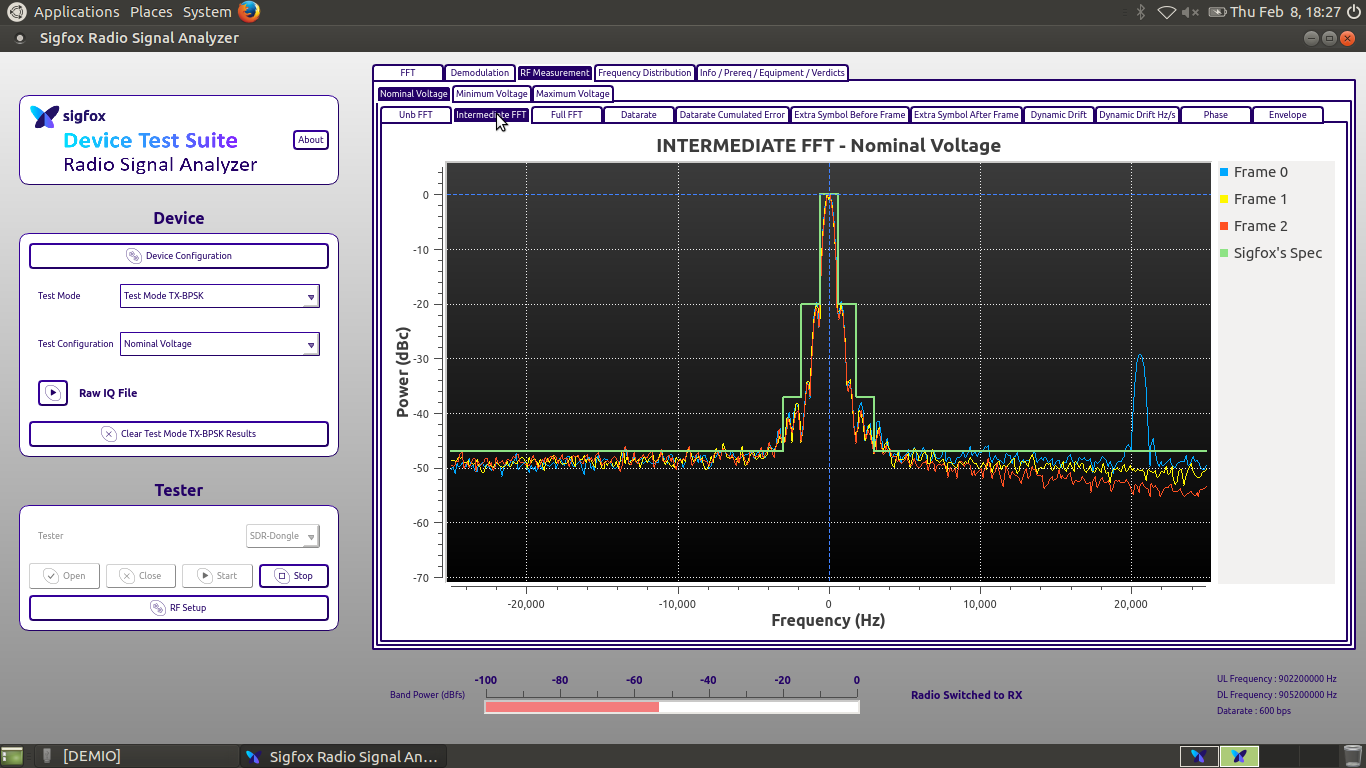 Applications Places System Thu Feb 8, 18:27
Sigfox Radio Signal Analyzer
sigfox
Device Test Suite
Radio Signal Analyzer
About
Device
Device Configuration
Test Mode Test Mode TX-BPSK
Test Configuration Nominal Voltage
Raw IQ File
Clear Test Mode TX-BPSK Results
Tester
Tester SDR-Dongle
Open Close Start Stop
RF Setup
FFT Demodulation RF Measurement Frequency Distribution Info / Prereq / Equipment / Verdicts
Nominal Voltage Minimum Voltage Maximum Voltage
Unb FFT Intermediate FFT Full FFT Datarate Datarate Cumulated Error Extra Symbol Before Frame Extra Symbol After Frame Dynamic Drift Dynamic Drift Hz/s Phase Envelope
INTERMEDIATE FFT - Nominal Voltage
Frame 0
Frame 1
Frame 2
Sigfox's Spec
Power (dBc)
0
-10
-20
-30
-40
-50
-60
-70
-20,000 -10,000 0 10,000 20,000
Frequency (Hz)
-100 -80 -60 -40 -20 0
Band Power (dBfs)
Radio Switched to RX
UL Frequency : 902200000 Hz
DL Frequency : 905200000 Hz
Datarate : 600 bps
[DEMIO] Sigfox Radio Signal An...